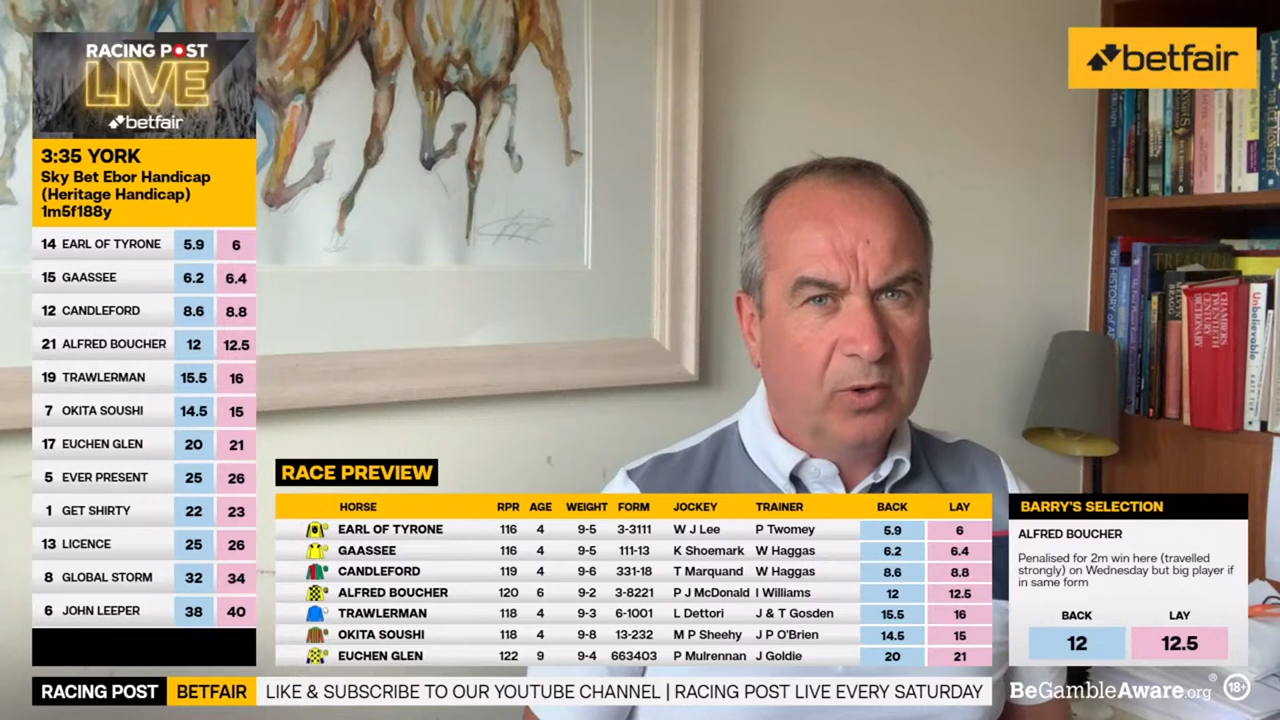 RACING POST
LIVE
betfair
3:35 YORK
Sky Bet Ebor Handicap
(Heritage Handicap)
1m5f188y
14 EARL OF TYRONE 5.9 6
15 GAASSEE 6.2 6.4
12 CANDLEFORD 8.6 8.8
21 ALFRED BOUCHER 12 12.5
19 TRAWLERMAN 15.5 16
7 OKITA SOUSHI 14.5 15
17 EUCHEN GLEN 20 21
5 EVER PRESENT 25 26
1 GET SHIRTY 22 23
13 LICENCE 25 26
8 GLOBAL STORM 32 34
6 JOHN LEEPER 38 40
betfair
TREASURE
CHAMBERS
TWENTIETH
CENTURY
DICTIONARY
Unbelievable
RACE PREVIEW
HORSE RPR AGE WEIGHT FORM JOCKEY TRAINER BACK LAY
EARL OF TYRONE 116 4 9-5 3-3111 W J Lee P Twomey 5.9 6
GAASSEE 116 4 9-5 111-13 K Shoemark W Haggas 6.2 6.4
CANDLEFORD 119 4 9-6 331-18 T Marquand W Haggas 8.6 8.8
ALFRED BOUCHER 120 6 9-2 3-8221 P J McDonald I Williams 12 12.5
TRAWLERMAN 118 4 9-3 6-1001 L Dettori J & T Gosden 15.5 16
OKITA SOUSHI 118 4 9-8 13-232 M P Sheehy J P O'Brien 14.5 15
EUCHEN GLEN 122 9 9-4 663403 P Mulrennan J Goldie 20 21
BARRY'S SELECTION
ALFRED BOUCHER
Penalised for 2m win here (travelled
strongly) on Wednesday but big player if
in same form
BACK LAY
12 12.5
RACING POST BETFAIR LIKE & SUBSCRIBE TO OUR YOUTUBE CHANNEL | RACING POST LIVE EVERY SATURDAY
BeGambleAware.org® 18+